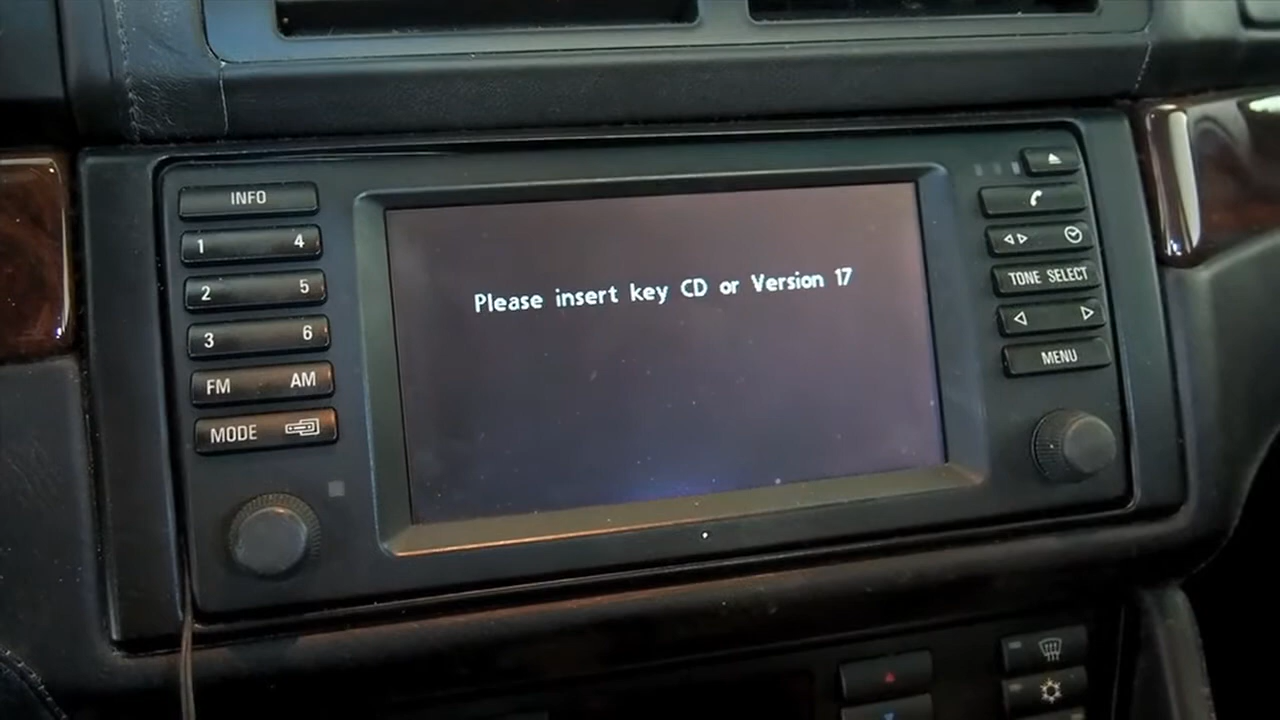 INFO
1 4
2 5
3 6
FM AM
MODE
Please insert key CD or Version 17
TONE SELECT
MENU